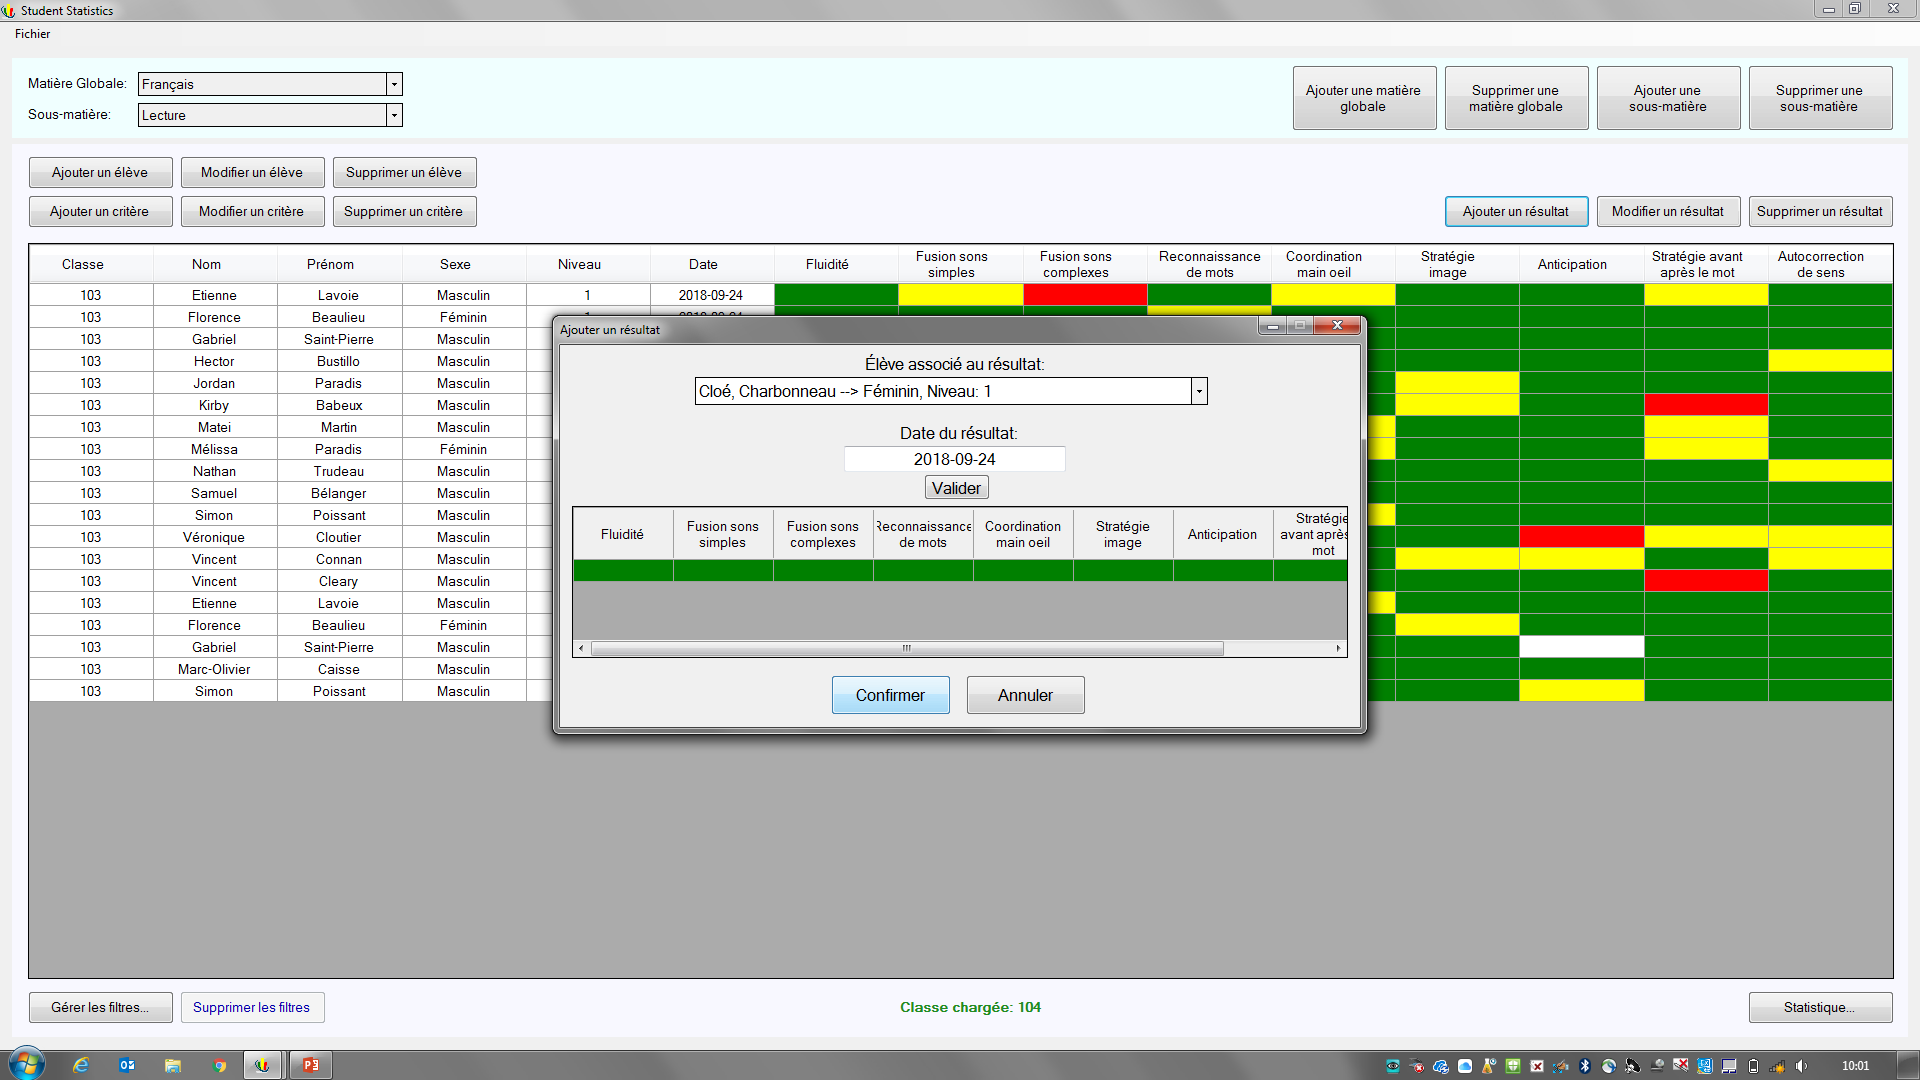 Student Statistics
Fichier
Matière Globale: Français
Sous-matière: Lecture
Ajouter une matière
globale
Supprimer une
matière globale
Ajouter une
sous-matière
Supprimer une
sous-matière
Ajouter un élève Modifier un élève Supprimer un élève
Ajouter un critère Modifier un critère Supprimer un critère
Ajouter un résultat Modifier un résultat Supprimer un résultat
Classe Nom Prénom Sexe Niveau Date Fluidité Fusion sons simples Fusion sons complexes Reconnaissance de mots Coordination main oeil Stratégie image Anticipation Stratégie avant après le mot Autocorrection de sens
103 Etienne Lavoie Masculin 1 2018-09-24
103 Florence Beaulieu Féminin
103 Gabriel Saint-Pierre Masculin
103 Hector Bustillo Masculin
103 Jordan Paradis Masculin
103 Kirby Babeux Masculin
103 Matei Martin Masculin
103 Mélissa Paradis Féminin
103 Nathan Trudeau Masculin
103 Samuel Bélanger Masculin
103 Simon Poissant Masculin
103 Véronique Cloutier Masculin
103 Vincent Connan Masculin
103 Vincent Cleary Masculin
103 Etienne Lavoie Masculin
103 Florence Beaulieu Féminin
103 Gabriel Saint-Pierre Masculin
103 Marc-Olivier Caisse Masculin
103 Simon Poissant Masculin
Ajouter un résultat
Élève associé au résultat:
Cloé, Charbonneau --> Féminin, Niveau: 1
Date du résultat:
2018-09-24
Valider
Fluidité Fusion sons simples Fusion sons complexes Reconnaissance de mots Coordination main oeil Stratégie image Anticipation Stratégie avant après mot
Confirmer Annuler
Gérer les filtres... Supprimer les filtres
Classe chargée: 104
Statistique...
10:01